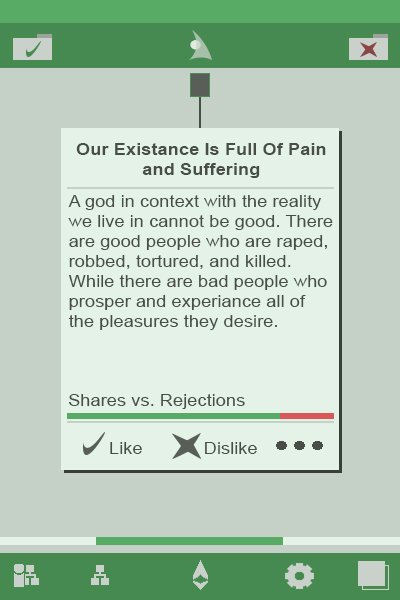 Our Existance Is Full Of Pain
and Suffering
A god in context with the reality
we live in cannot be good. There
are good people who are raped,
robbed, tortured, and killed.
While there are bad people who
prosper and experiance all of
the pleasures they desire.
Shares vs. Rejections
Like
Dislike